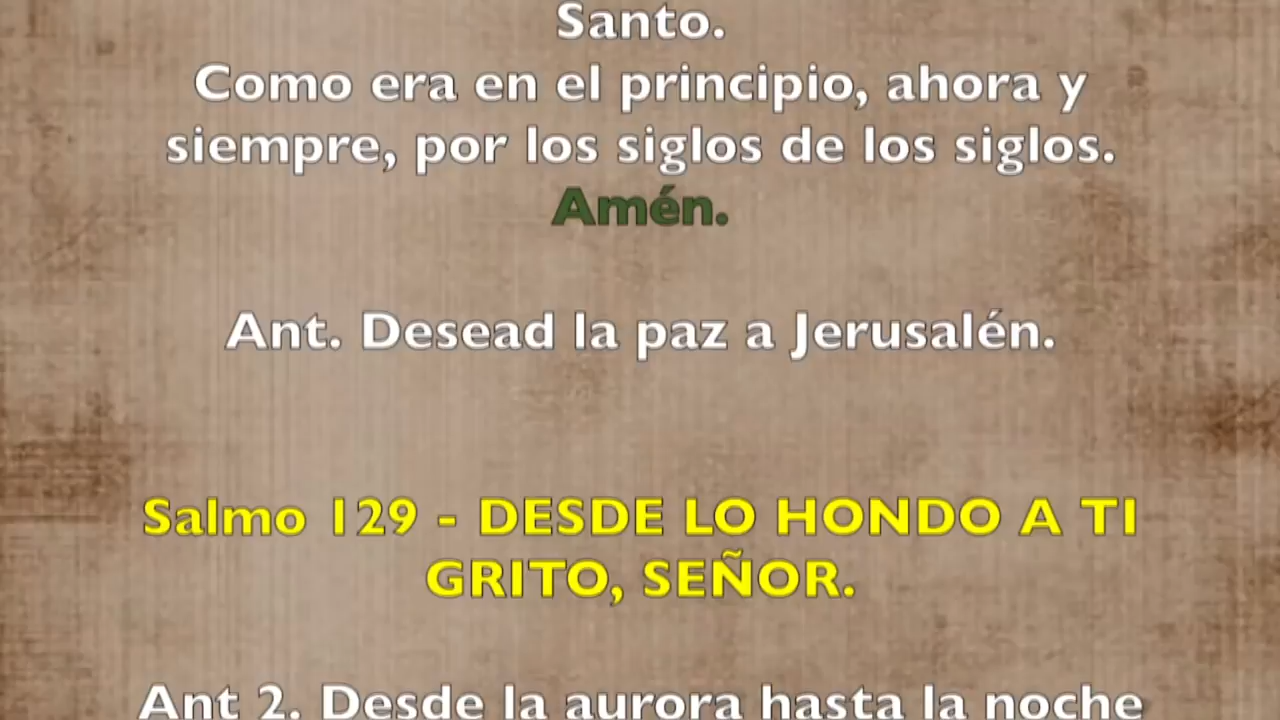 Santo.
Como era en el principio, ahora y
siempre, por los siglos de los siglos.
Amén.
Ant. Desead la paz a Jerusalén.
Salmo 129 - DESDE LO HONDO A TI
GRITO, SEÑOR.
Ant 2. Desde la aurora hasta la noche